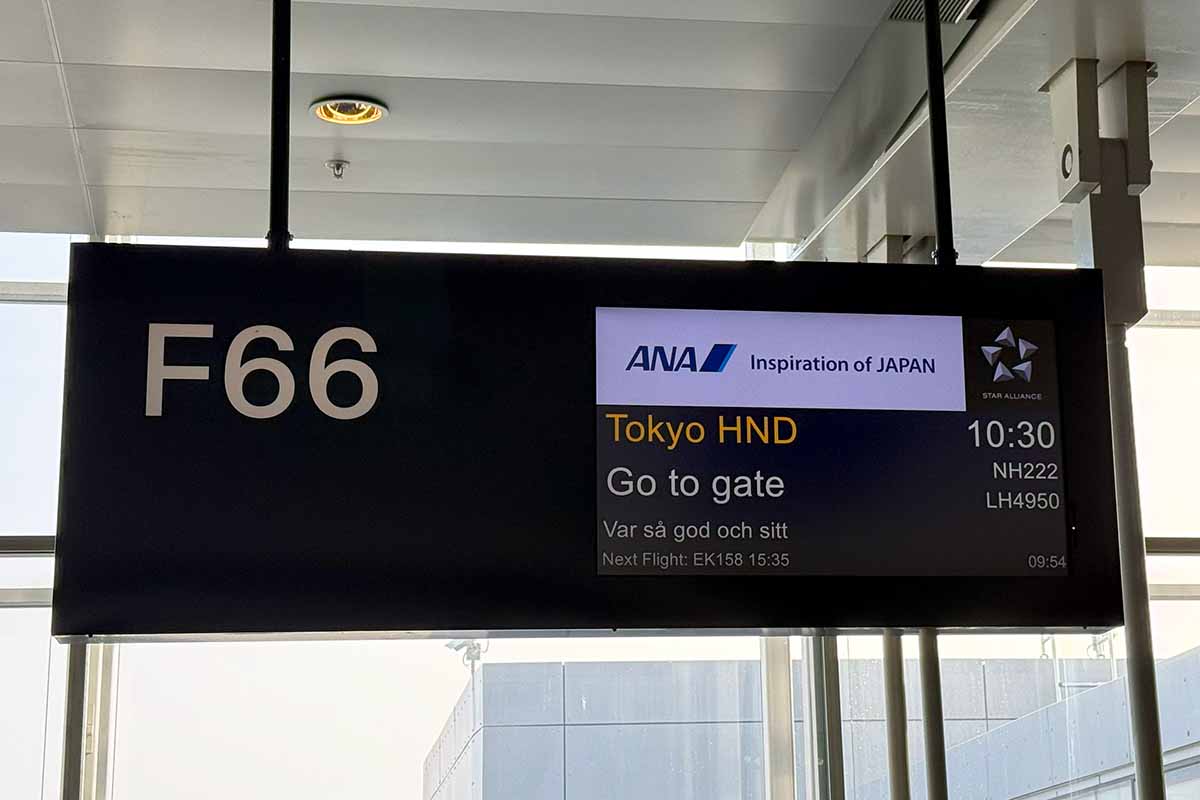 F66
ANA Inspiration of JAPAN
STAR ALLIANCE
Tokyo HND 10:30
Go to gate NH222
LH4950
Var så god och sitt
Next Flight: EK158 15:35 09:54